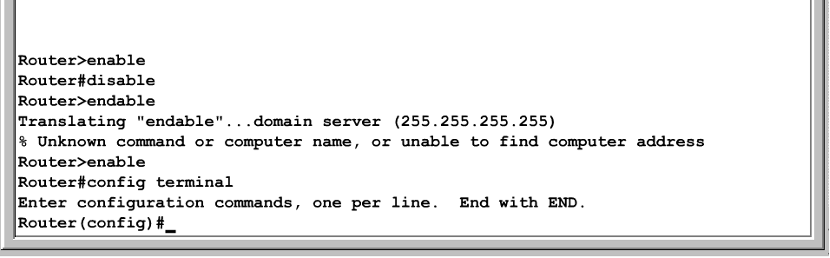 Router>enable
Router#disable
Router>endable
Translating "endable"...domain server (255.255.255.255)
% Unknown command or computer name, or unable to find computer address
Router>enable
Router#config terminal
Enter configuration commands, one per line.  End with END.
Router(config)#_